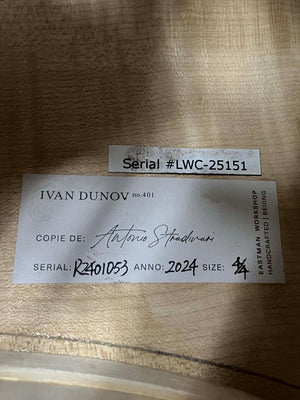 Serial #LWC-25151
IVAN DUNOV no.401
COPIE DE: Antonio Stradivari
SERIAL: R2401053 ANNO: 2024 SIZE: 4/4
EASTMAN WORKSHOP
HANDCRAFTED | BEIJING